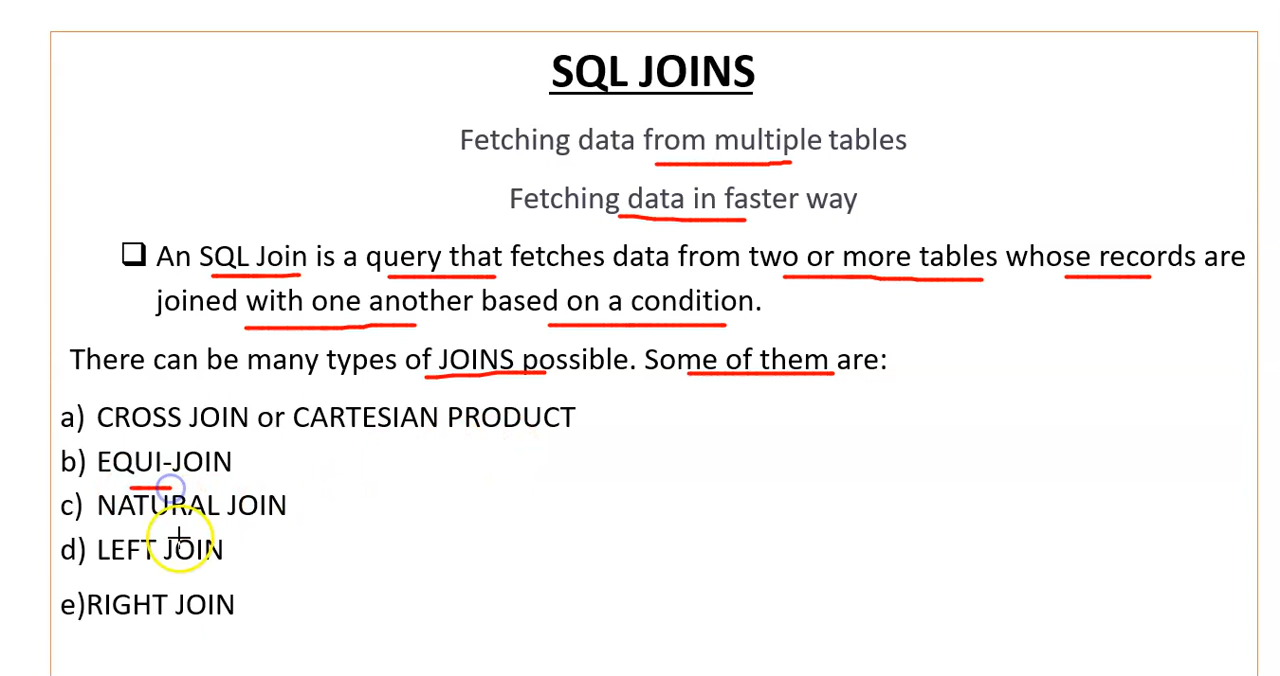 SQL JOINS
Fetching data from multiple tables
Fetching data in faster way
❑ An SQL Join is a query that fetches data from two or more tables whose records are
joined with one another based on a condition.
There can be many types of JOINS possible. Some of them are:
a) CROSS JOIN or CARTESIAN PRODUCT
b) EQUI-JOIN
c) NATURAL JOIN
d) LEFT JOIN
e)RIGHT JOIN